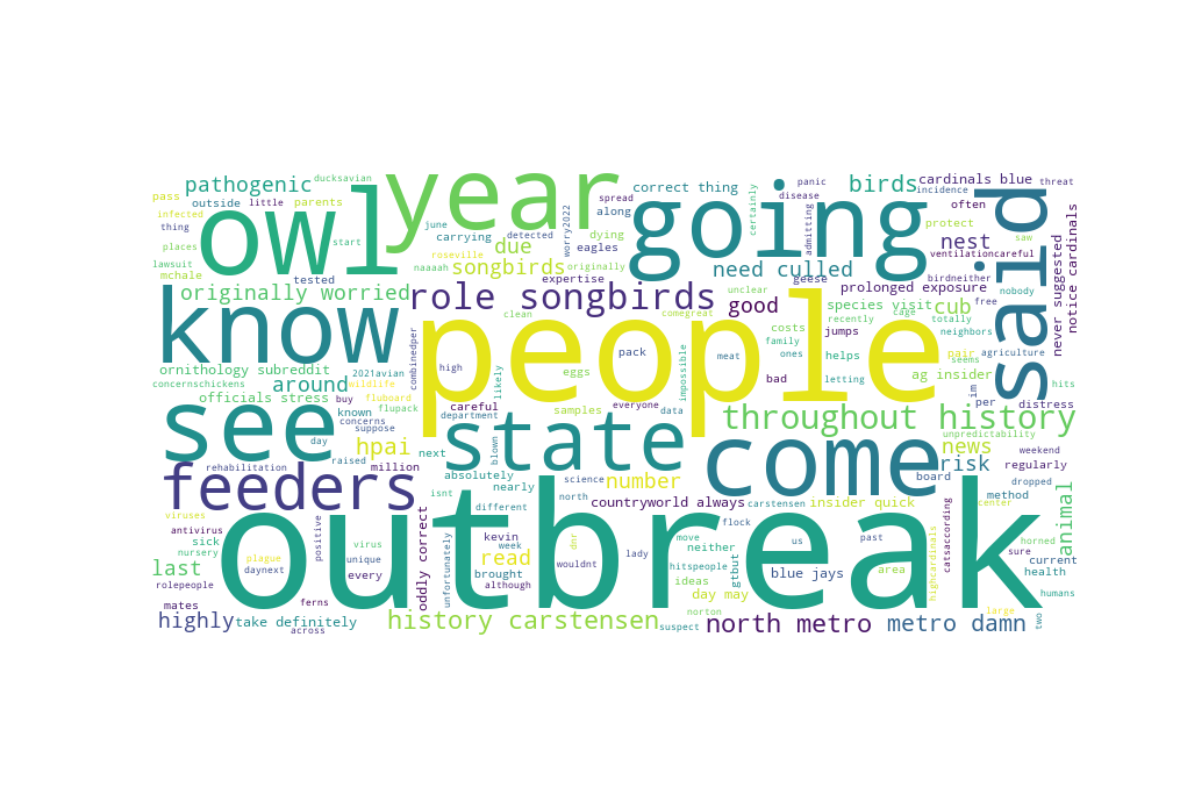 ducksavian
pathogenic
pass
outside
little
parents
infected
thing
places
start
lawsuit
mchale
tested
owl
year
correct thing
panic
birds
cardinals blue
threat
spread
disease
incidence
june
along
certainly
often
carrying
detected
worry2022
dying
admitting
protect
saw
said
due
eagles
going
nest
notice cardinals
roseville
expertise
ventilationcareful
naaaah
songbirds
originally
need culled
unclear
geese
birdneither
never suggested
originally worried
role songbirds
good
prolonged exposure
nobody
clean
comegreat
species visit
cub
free
know
people
costs
recently
cage
totally
jumps
neighbors
combinedper
high
pack
meat
family
ones
helps
pair
agriculture
ornithology subreddit
2021avian
likely
eggs
impossible
bad
letting
seems
concernschickens
around
wildlife
ag insider
im
hits
officials stress
buy
fluboard
careful
samples
everyone
data
per
distress
see
known
flupack
department
throughout history
suppose
concerns
state
come
unpredictability
day
hpai
next
blown
news
weekend
rehabilitation
raised
million
absolutely
science
number
risk
regularly
board
dropped
feeders
isnt
nearly
north
countryworld always
carstensen
insider quick
method
center
animal
viruses
different
antivirus
positive
oddly correct
flock
outbreak
move
past
horned
sick
virus
kevin
dnr
lady
us
catsaccording
sure
nursery
unique
unfortunately
week
read
neither
hitspeople
area
current
last
plague
daynext
every
brought
wouldnt
ideas
gtbut
blue jays
highcardinals
health
rolepeople
although
day may
humans
mates
ferns
norton
large
two
highly
take definitely
across
history carstensen
suspect
north metro
metro damn